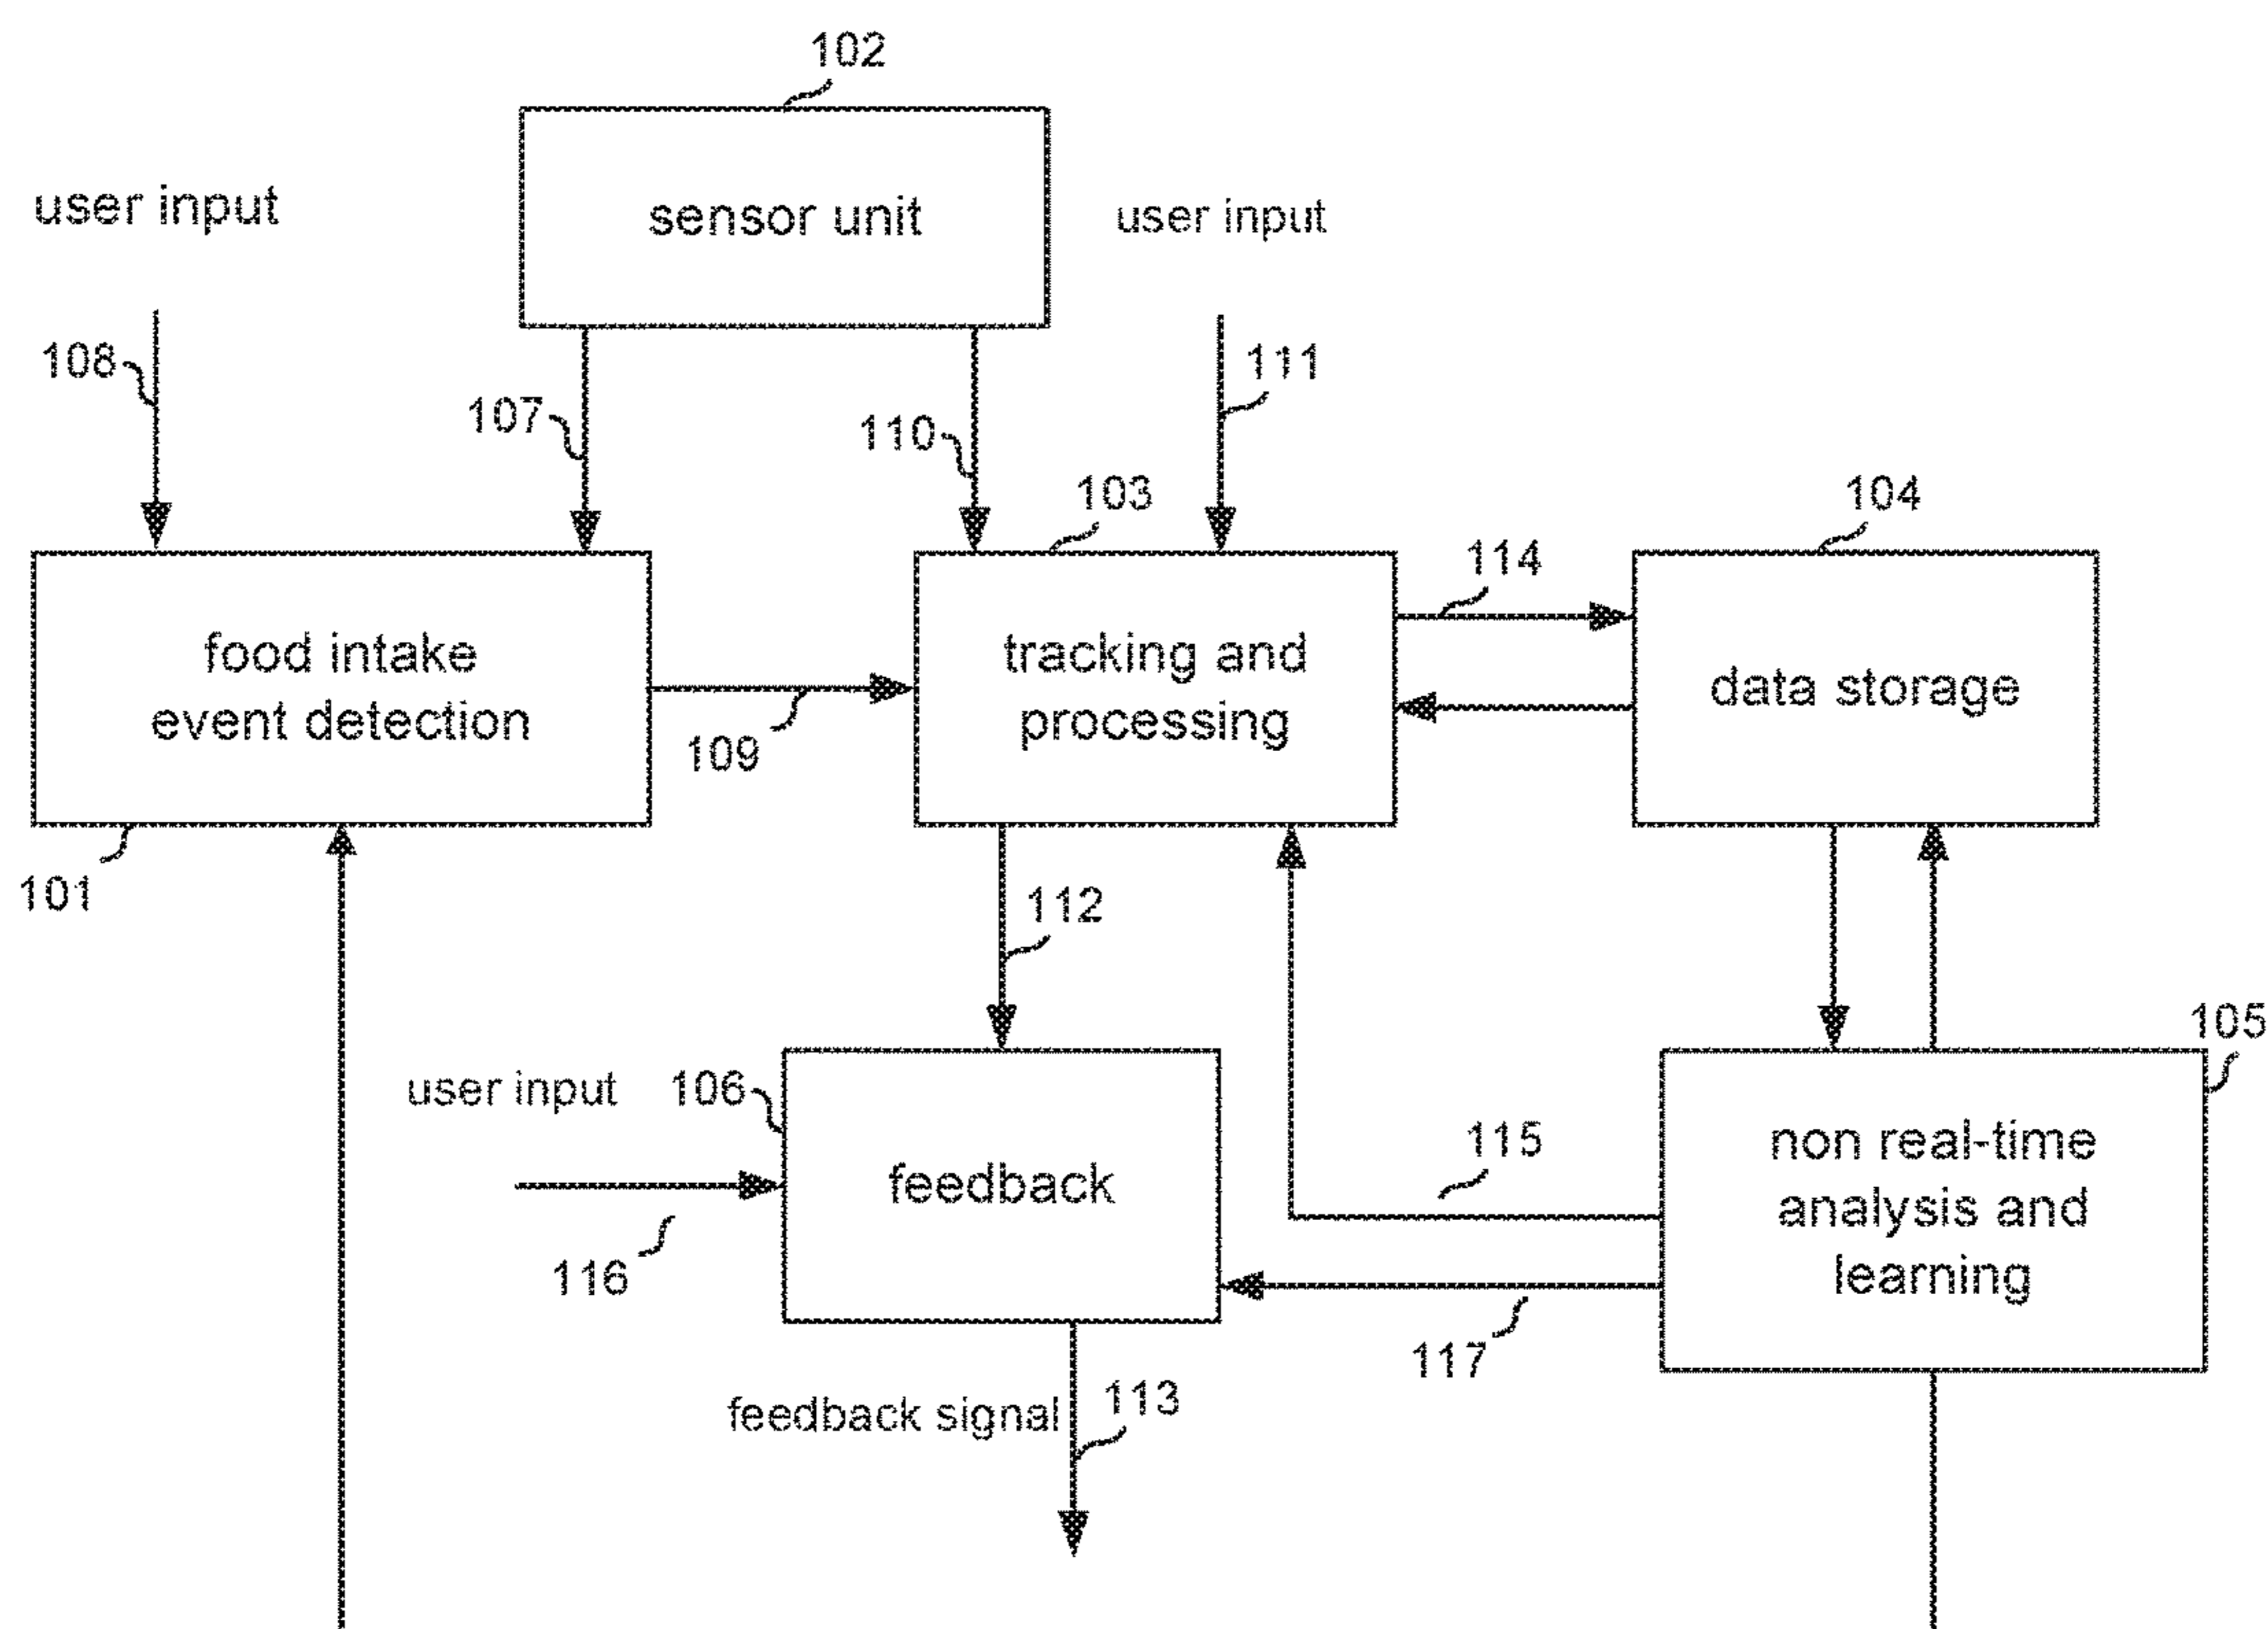 102
user input
sensor unit
user input
108
107
110
111
103
104
114
food intake
event detection
tracking and
processing
data storage
109
101
112
105
user input
106
feedback
115
non real-time
analysis and
learning
116
117
feedback signal
113